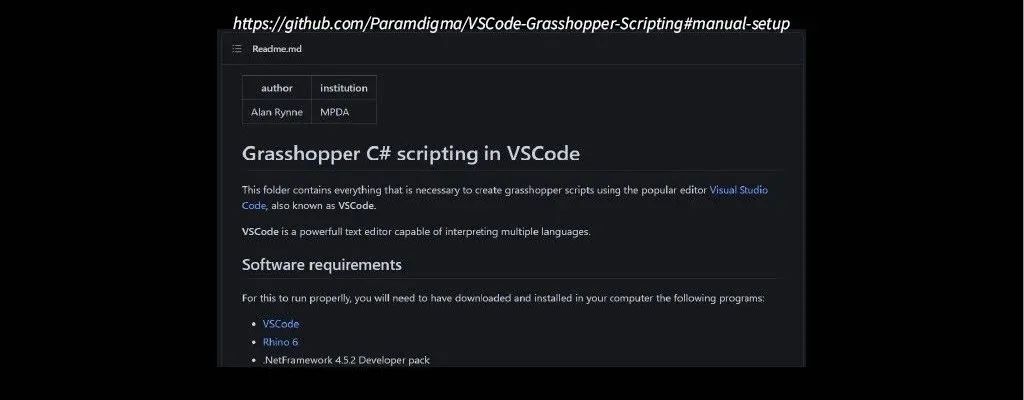 https://github.com/Paramdigma/VSCode-Grasshopper-Scripting#manual-setup
Readme.md
author institution
Alan Rynne MPDA
Grasshopper C# scripting in VSCode
This folder contains everything that is necessary to create grasshopper scripts using the popular editor Visual Studio
Code, also known as VSCode.
VSCode is a powerfull text editor capable of interpreting multiple languages.
Software requirements
For this to run properlly, you will need to have downloaded and installed in your computer the following programs:
• VSCode
• Rhino 6
• .NetFramework 4.5.2 Developer pack